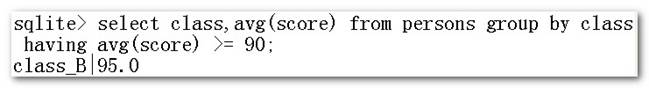 sqlite> select class,avg(score) from persons group by class
 having avg(score) >= 90;
class_B|95.0